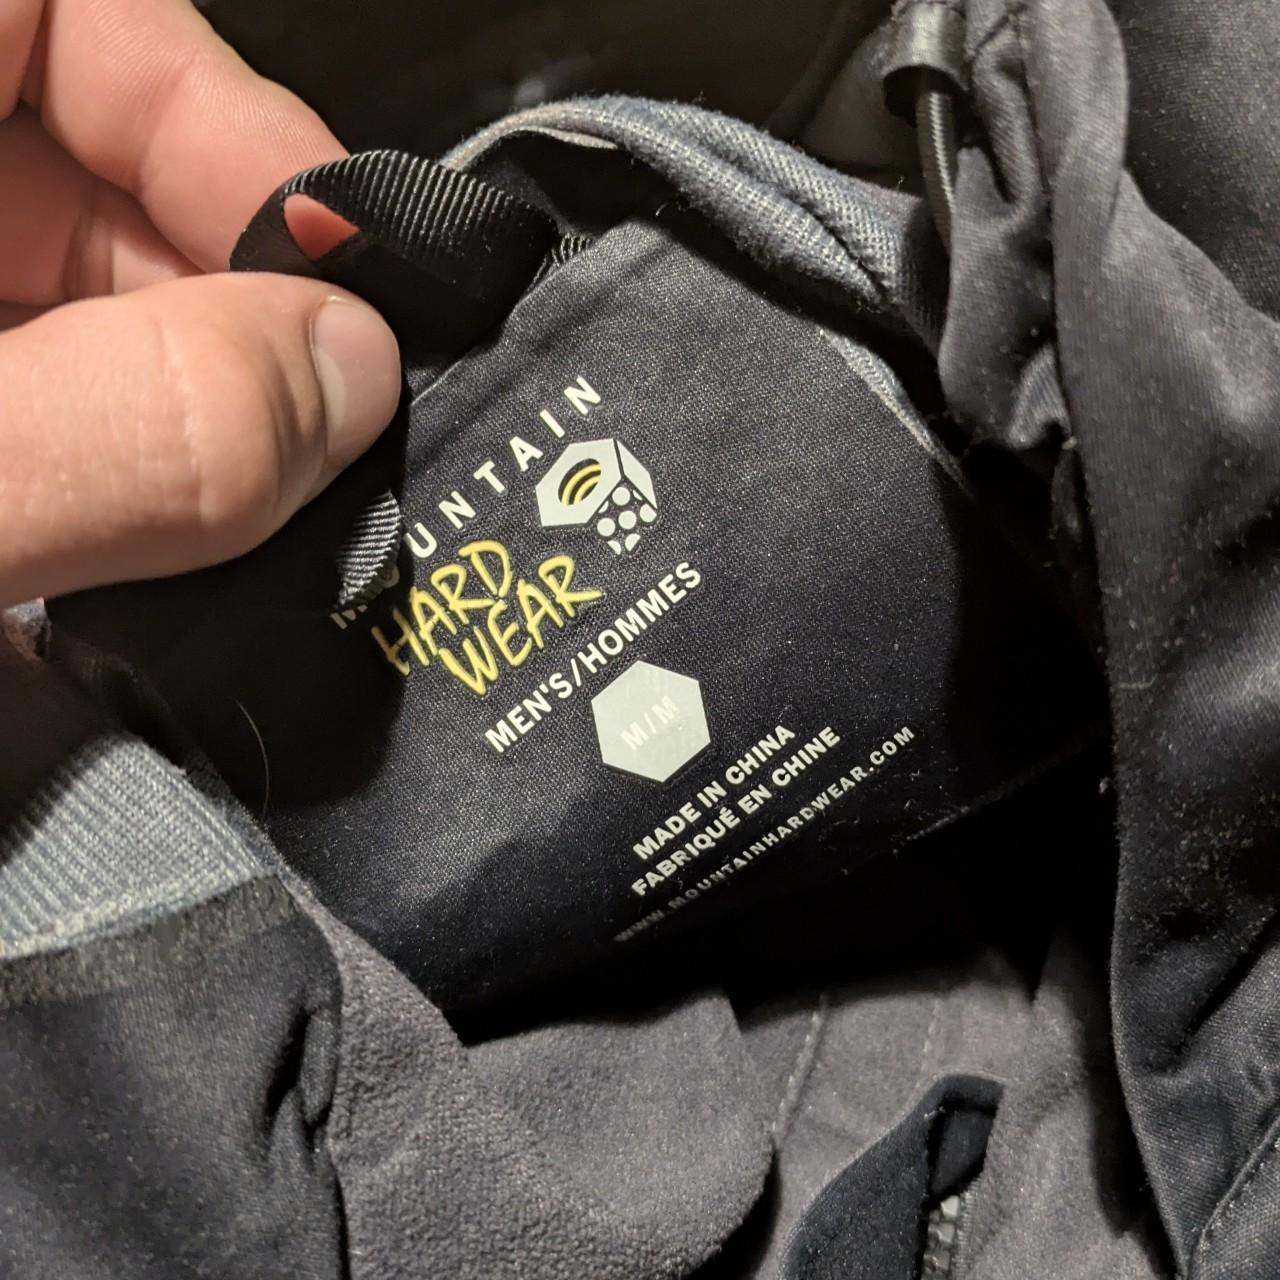 MOUNTAIN
HARD
WEAR
MEN'S/HOMMES
M/M
MADE IN CHINA
FABRIQUÉ EN CHINE
WWW.MOUNTAINHARDWEAR.COM